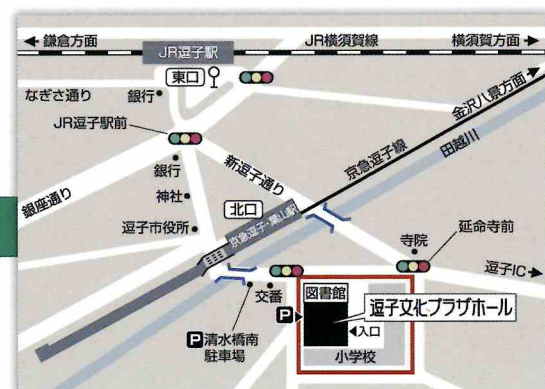 ← 鎌倉方面
JR横須賀線
横須賀方面 →
JR逗子駅
東口
なぎさ通り
銀行
JR逗子駅前
金沢八景方面
京急逗子線
田越川
新逗子通り
銀行
神社
銀座通り
逗子市役所
北口
京急逗子・葉山駅
寺院
延命寺前
逗子IC→
交番
P 清水橋南
駐車場
P▶
図書館
逗子文化プラザホール
◀入口
小学校